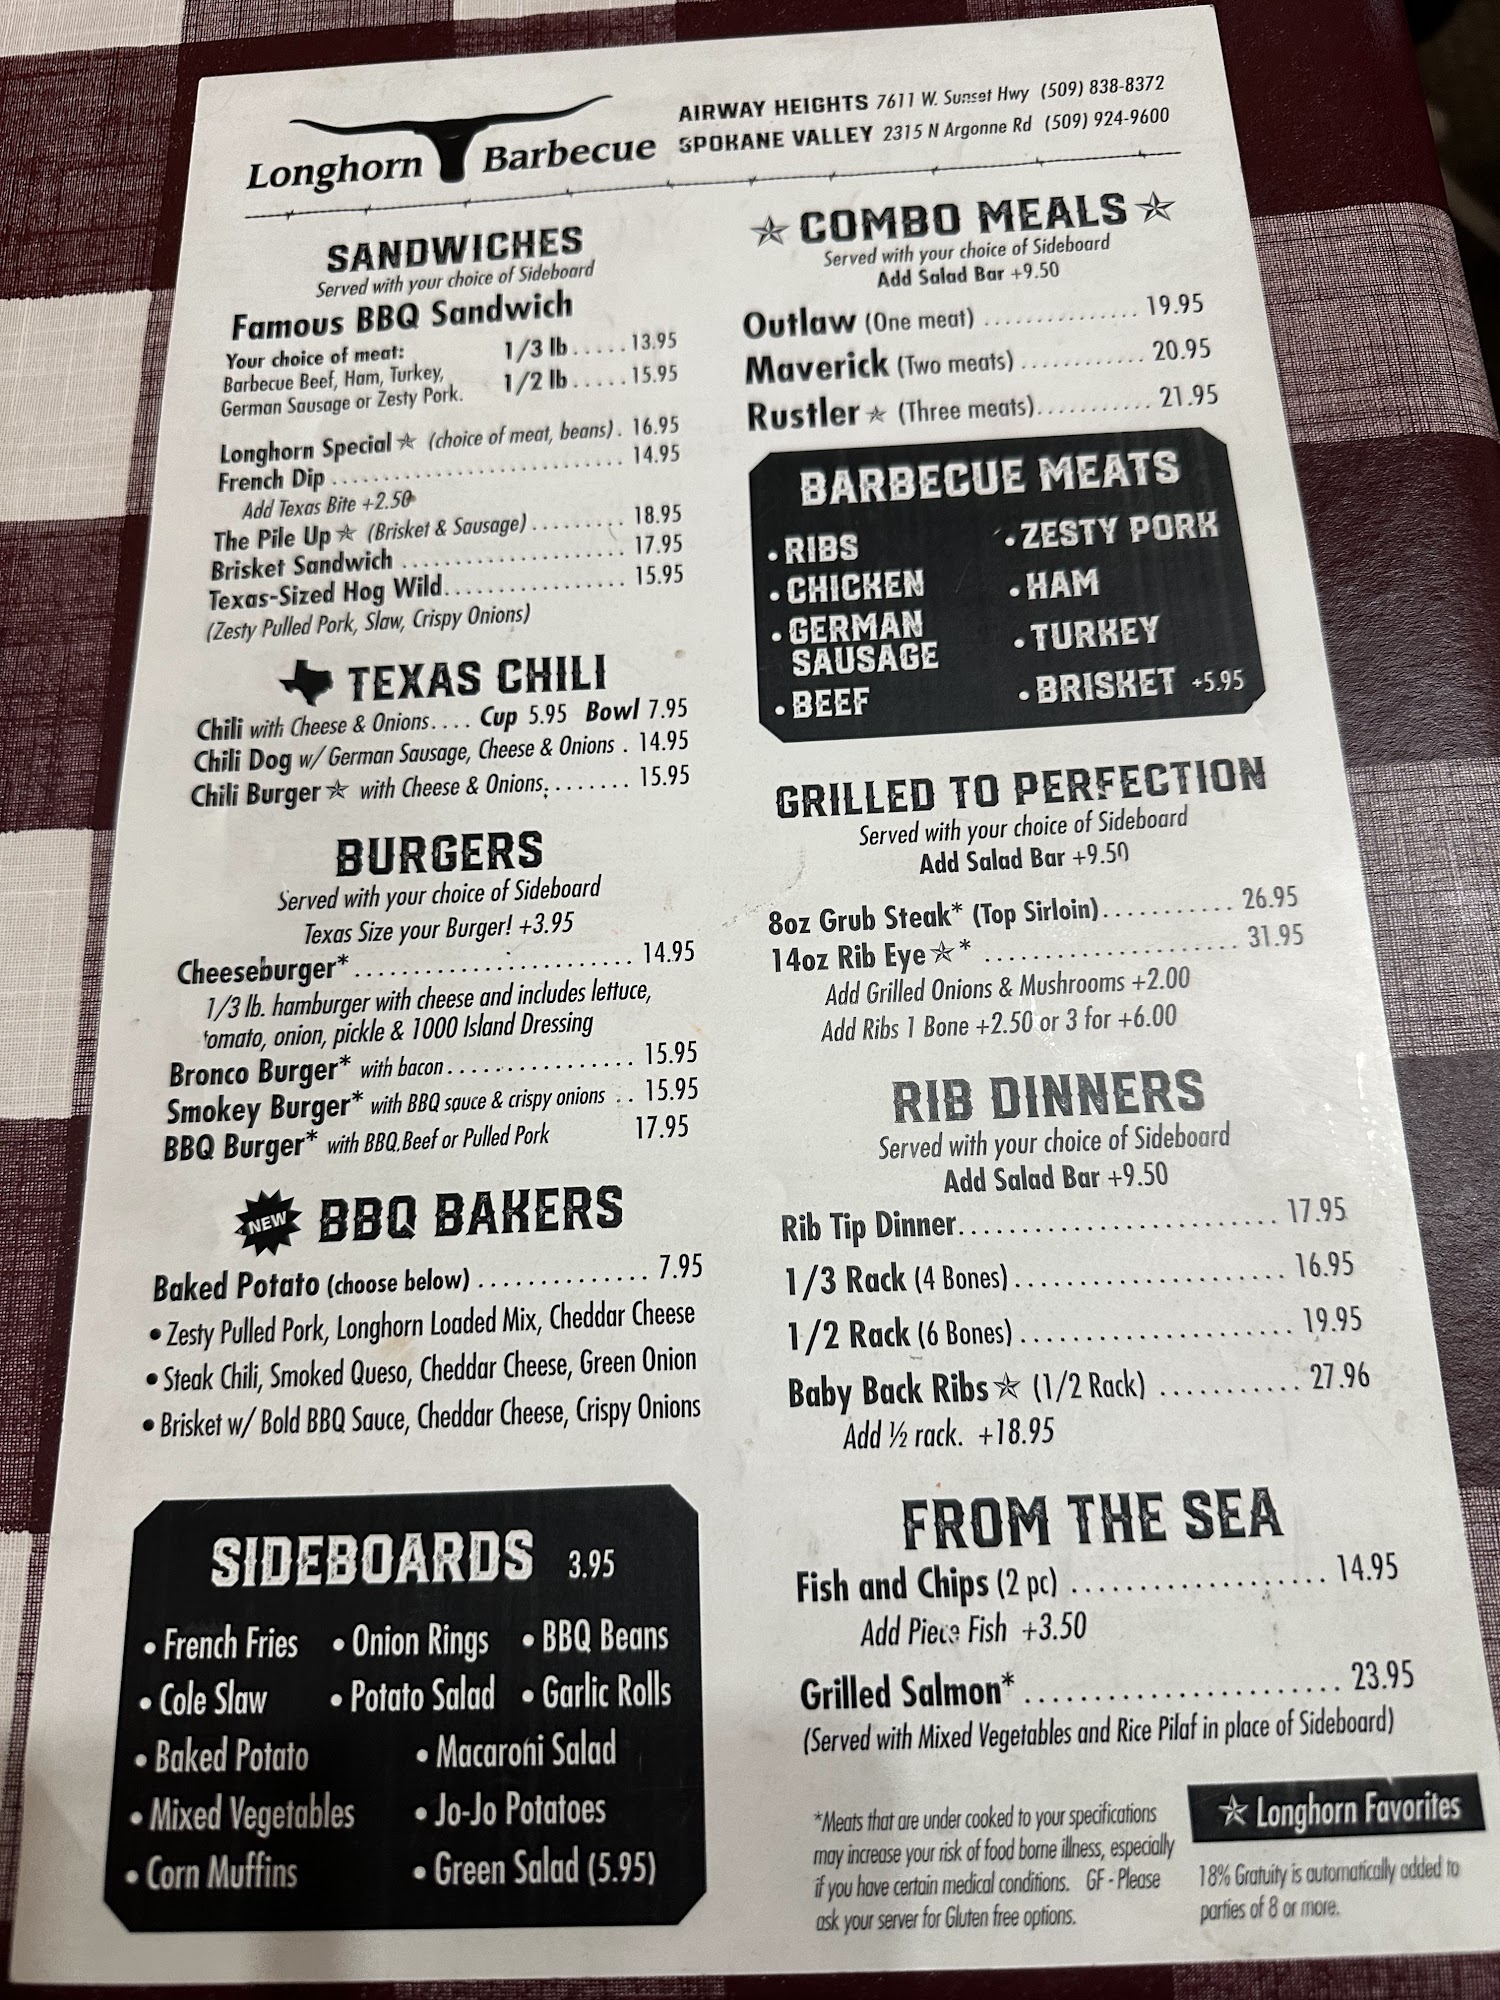 Longhorn Barbecue
AIRWAY HEIGHTS 7611 W. Sunset Hwy (509) 838-8372
SPOKANE VALLEY 2315 N Argonne Rd (509) 924-9600
SANDWICHES
Served with your choice of Sideboard
Famous BBQ Sandwich
Your choice of meat:
Barbecue Beef, Ham, Turkey,
German Sausage or Zesty Pork.
1/3 lb ..... 13.95
1/2 lb ..... 15.95
Longhorn Special ☆ (choice of meat, beans) . 16.95
French Dip ............................ 14.95
Add Texas Bite +2.50
The Pile Up ☆ (Brisket & Sausage) ......... 18.95
Brisket Sandwich ..................... 17.95
Texas-Sized Hog Wild................. 15.95
(Zesty Pulled Pork, Slaw, Crispy Onions)
TEXAS CHILI
Chili with Cheese & Onions.... Cup 5.95 Bowl 7.95
Chili Dog w/ German Sausage, Cheese & Onions . 14.95
Chili Burger ☆ with Cheese & Onions........ 15.95
BURGERS
Served with your choice of Sideboard
Texas Size your Burger! +3.95
Cheeseburger* ......................... 14.95
1/3 lb. hamburger with cheese and includes lettuce,
tomato, onion, pickle & 1000 Island Dressing
Bronco Burger* with bacon ................ 15.95
Smokey Burger* with BBQ sauce & crispy onions .. 15.95
BBQ Burger* with BBQ Beef or Pulled Pork 17.95
NEW BBQ BAKERS
Baked Potato (choose below) .............. 7.95
• Zesty Pulled Pork, Longhorn Loaded Mix, Cheddar Cheese
• Steak Chili, Smoked Queso, Cheddar Cheese, Green Onion
• Brisket w/ Bold BBQ Sauce, Cheddar Cheese, Crispy Onions
SIDEBOARDS 3.95
• French Fries • Onion Rings • BBQ Beans
• Cole Slaw • Potato Salad • Garlic Rolls
• Baked Potato • Macaroni Salad
• Mixed Vegetables • Jo-Jo Potatoes
• Corn Muffins • Green Salad (5.95)
☆ COMBO MEALS ☆
Served with your choice of Sideboard
Add Salad Bar +9.50
Outlaw (One meat) ............... 19.95
Maverick (Two meats) ............ 20.95
Rustler ☆ (Three meats)........... 21.95
BARBECUE MEATS
• RIBS
• CHICKEN
• GERMAN
SAUSAGE
• BEEF
• ZESTY PORK
• HAM
• TURKEY
• BRISKET +5.95
GRILLED TO PERFECTION
Served with your choice of Sideboard
Add Salad Bar +9.50
8oz Grub Steak* (Top Sirloin)........... 26.95
14oz Rib Eye ☆* ...................... 31.95
Add Grilled Onions & Mushrooms +2.00
Add Ribs 1 Bone +2.50 or 3 for +6.00
RIB DINNERS
Served with your choice of Sideboard
Add Salad Bar +9.50
Rib Tip Dinner......................... 17.95
1/3 Rack (4 Bones)..................... 16.95
1/2 Rack (6 Bones)..................... 19.95
Baby Back Ribs ☆ (1/2 Rack) ........... 27.96
Add ½ rack. +18.95
FROM THE SEA
Fish and Chips (2 pc) ................... 14.95
Add Piece Fish +3.50
Grilled Salmon* ........................ 23.95
(Served with Mixed Vegetables and Rice Pilaf in place of Sideboard)
*Meats that are under cooked to your specifications
may increase your risk of food borne illness, especially
if you have certain medical conditions. GF - Please
ask your server for Gluten free options.
☆ Longhorn Favorites
18% Gratuity is automatically added to
parties of 8 or more.